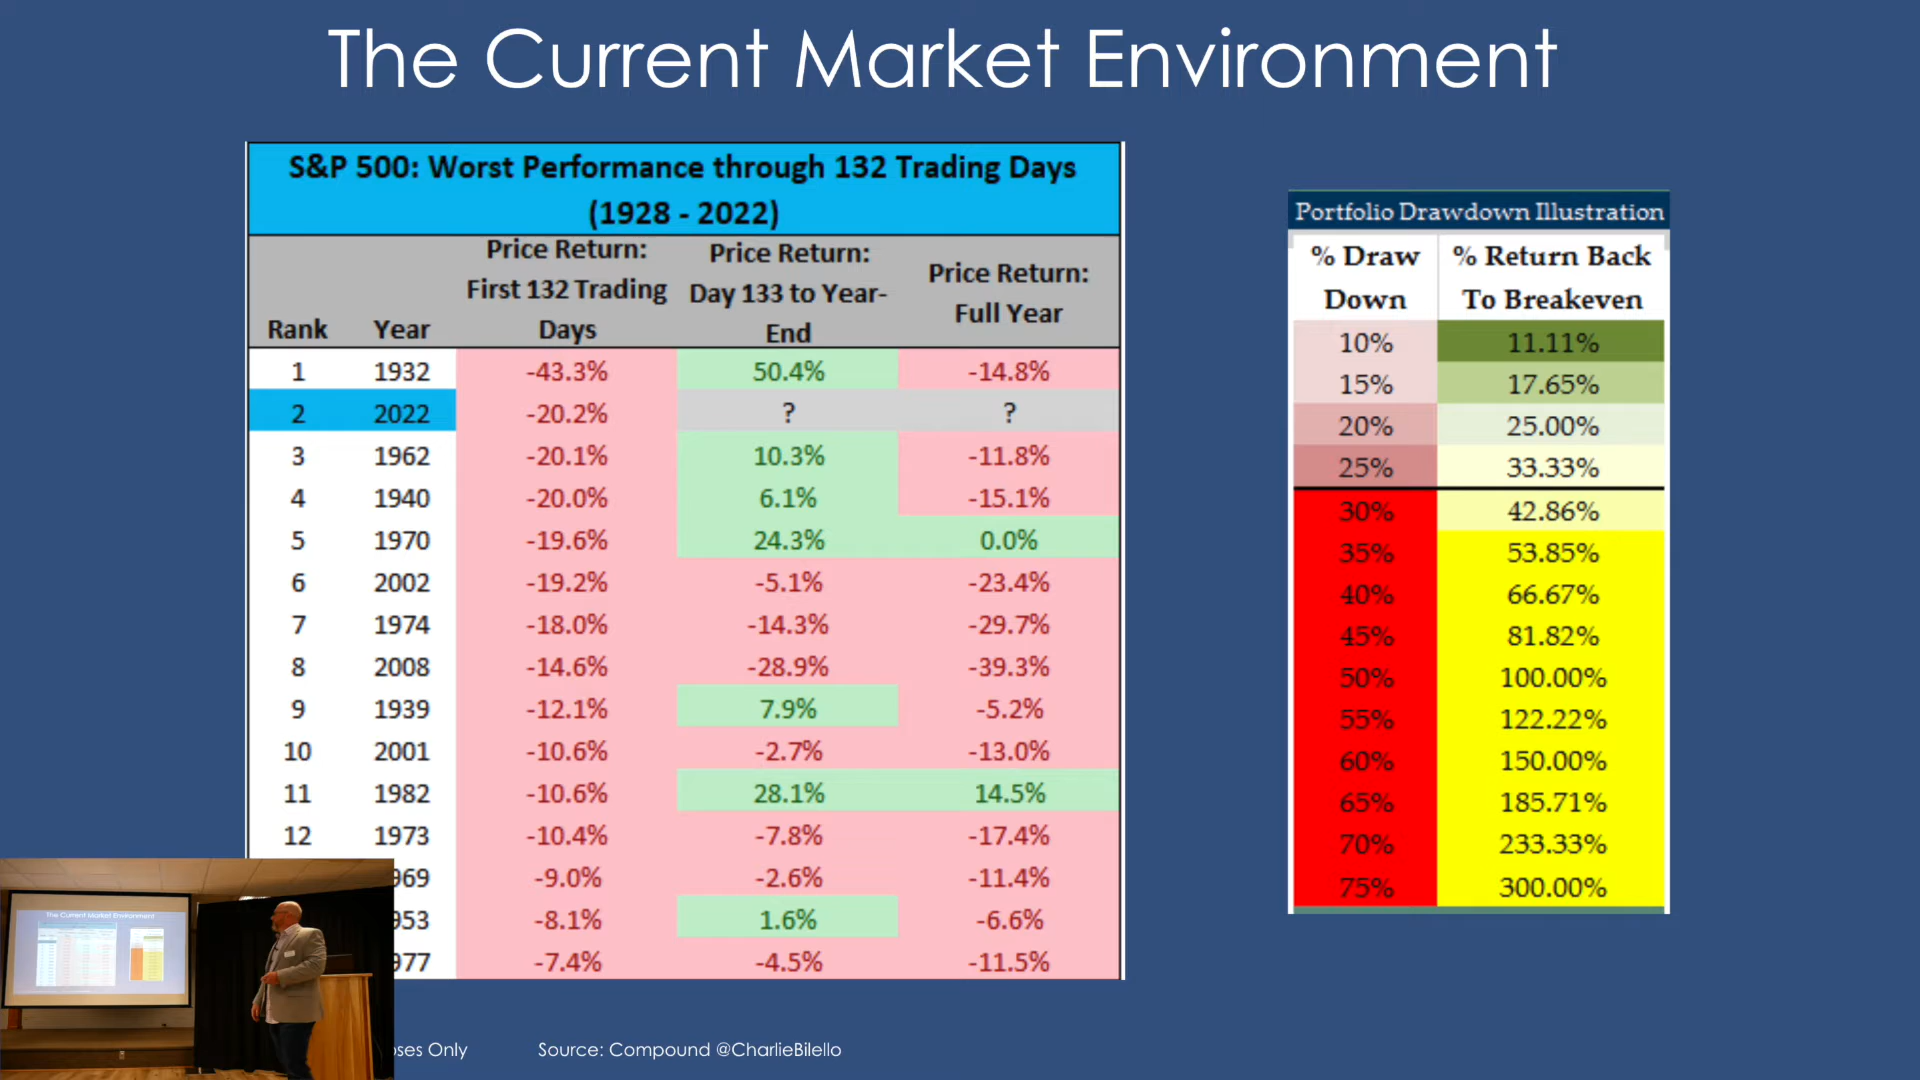 The Current Market Environment
S&P 500: Worst Performance through 132 Trading Days
(1928 - 2022)
Rank Year Price Return: First 132 Trading Days Price Return: Day 133 to Year-End Price Return: Full Year
1 1932 -43.3% 50.4% -14.8%
2 2022 -20.2% ? ?
3 1962 -20.1% 10.3% -11.8%
4 1940 -20.0% 6.1% -15.1%
5 1970 -19.6% 24.3% 0.0%
6 2002 -19.2% -5.1% -23.4%
7 1974 -18.0% -14.3% -29.7%
8 2008 -14.6% -28.9% -39.3%
9 1939 -12.1% 7.9% -5.2%
10 2001 -10.6% -2.7% -13.0%
11 1982 -10.6% 28.1% 14.5%
12 1973 -10.4% -7.8% -17.4%
969 -9.0% -2.6% -11.4%
953 -8.1% 1.6% -6.6%
977 -7.4% -4.5% -11.5%
Portfolio Drawdown Illustration
% Draw Down % Return Back To Breakeven
10% 11.11%
15% 17.65%
20% 25.00%
25% 33.33%
30% 42.86%
35% 53.85%
40% 66.67%
45% 81.82%
50% 100.00%
55% 122.22%
60% 150.00%
65% 185.71%
70% 233.33%
75% 300.00%
The Current Market Environment
oses Only
Source: Compound @CharlieBilello